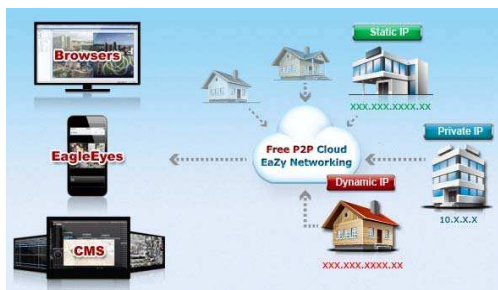 Browsers
EagleEyes
CMS
Free P2P Cloud
EaZy Networking
Static IP
xxx.xxx.xxxx.xx
Private IP
10.x.x.x
Dynamic IP
xxx.xxx.xxxx.xx